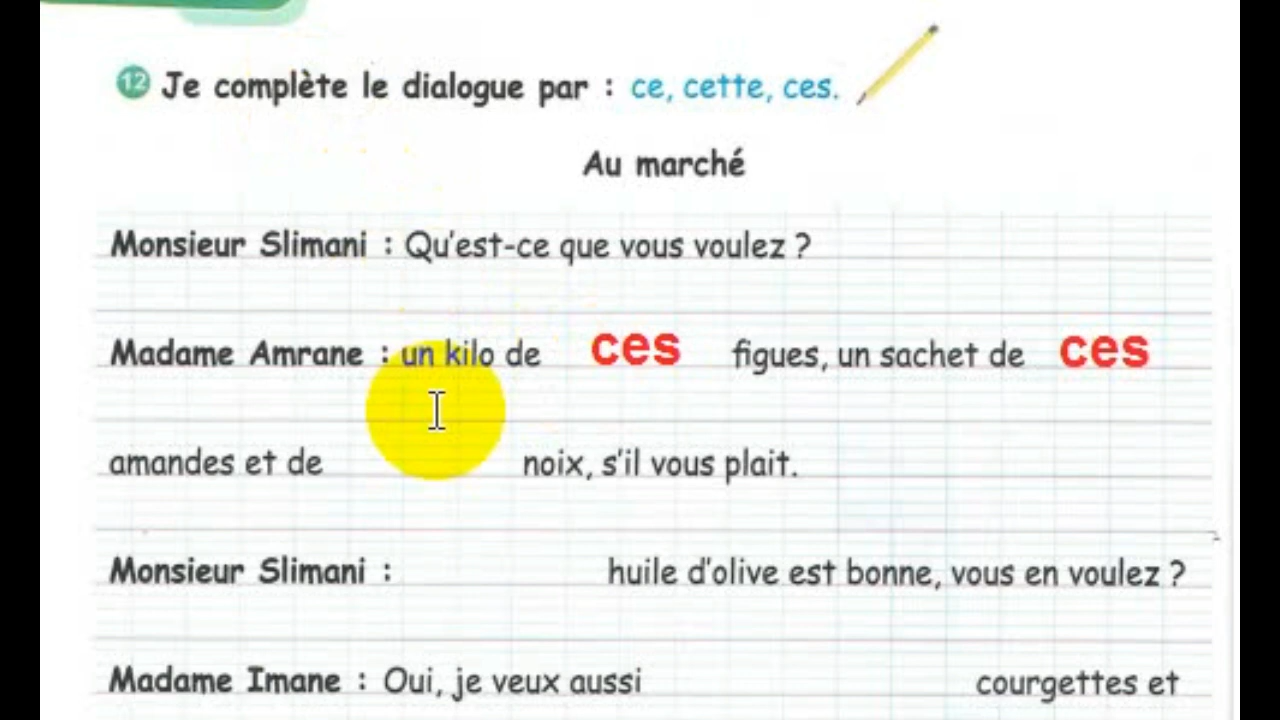 12 Je complète le dialogue par : ce, cette, ces.
Au marché
Monsieur Slimani : Qu'est-ce que vous voulez ?
Madame Amrane : un kilo de ces figues, un sachet de ces
amandes et de noix, s'il vous plait.
Monsieur Slimani : huile d'olive est bonne, vous en voulez ?
Madame Imane : Oui, je veux aussi courgettes et